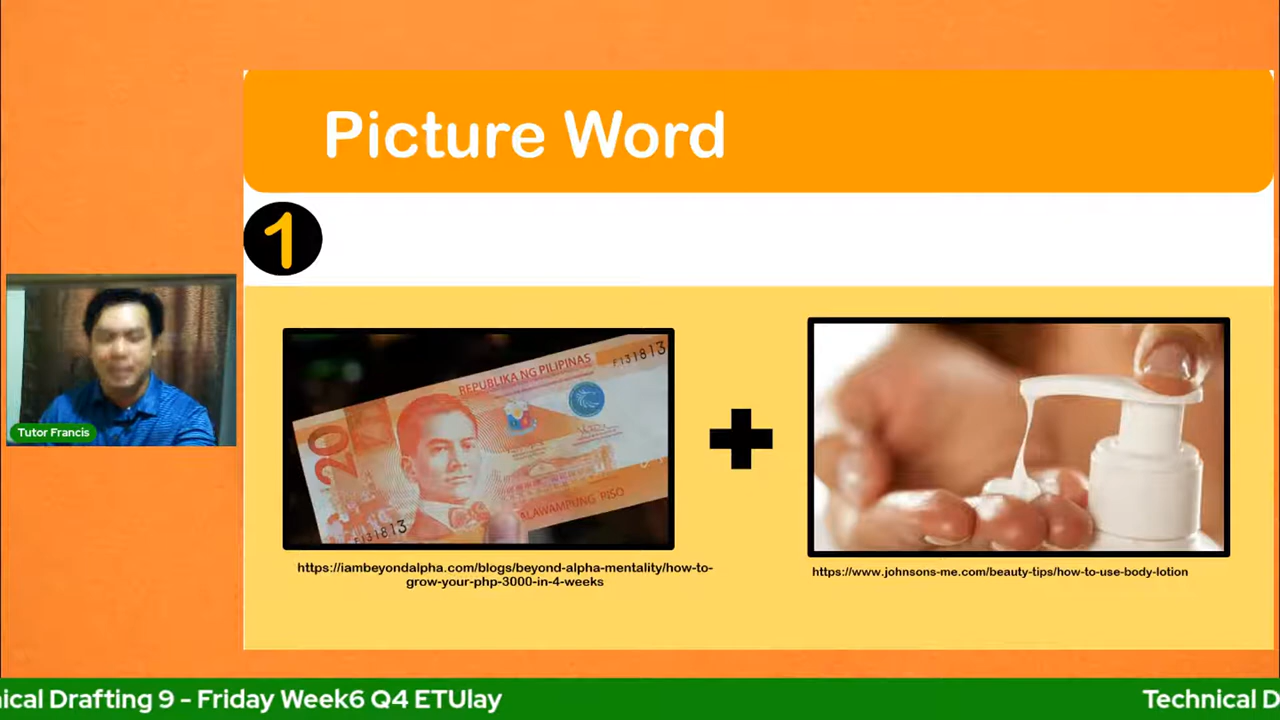 Picture Word
1
REPUBLIKA NG PILIPINAS
F131813
20
ALAWAMPUNG PISO
F131813
https://iambeyondalpha.com/blogs/beyond-alpha-mentality/how-to-
grow-your-php-3000-in-4-weeks
https://www.johnsons-me.com/beauty-tips/how-to-use-body-lotion
Tutor Francis
ical Drafting 9 - Friday Week6 Q4 ETUlay
Technical D